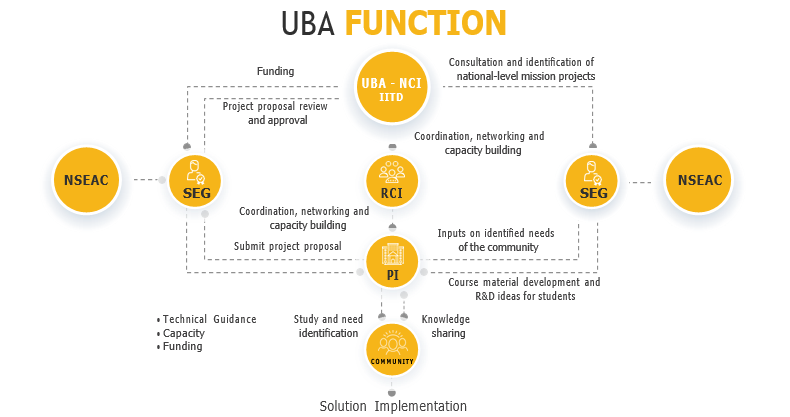 UBA FUNCTION
Funding
UBA - NCI
IITD
Consultation and identification of
national-level mission projects
Project proposal review
and approval
Coordination, networking and
capacity building
NSEAC
SEG
RCI
SEG
NSEAC
Coordination, networking and
capacity building
Submit project proposal
PI
Inputs on identified needs
of the community
Course material development and
R&D ideas for students
• Technical Guidance
• Capacity
• Funding
Study and need
identification
Knowledge
sharing
COMMUNITY
Solution Implementation